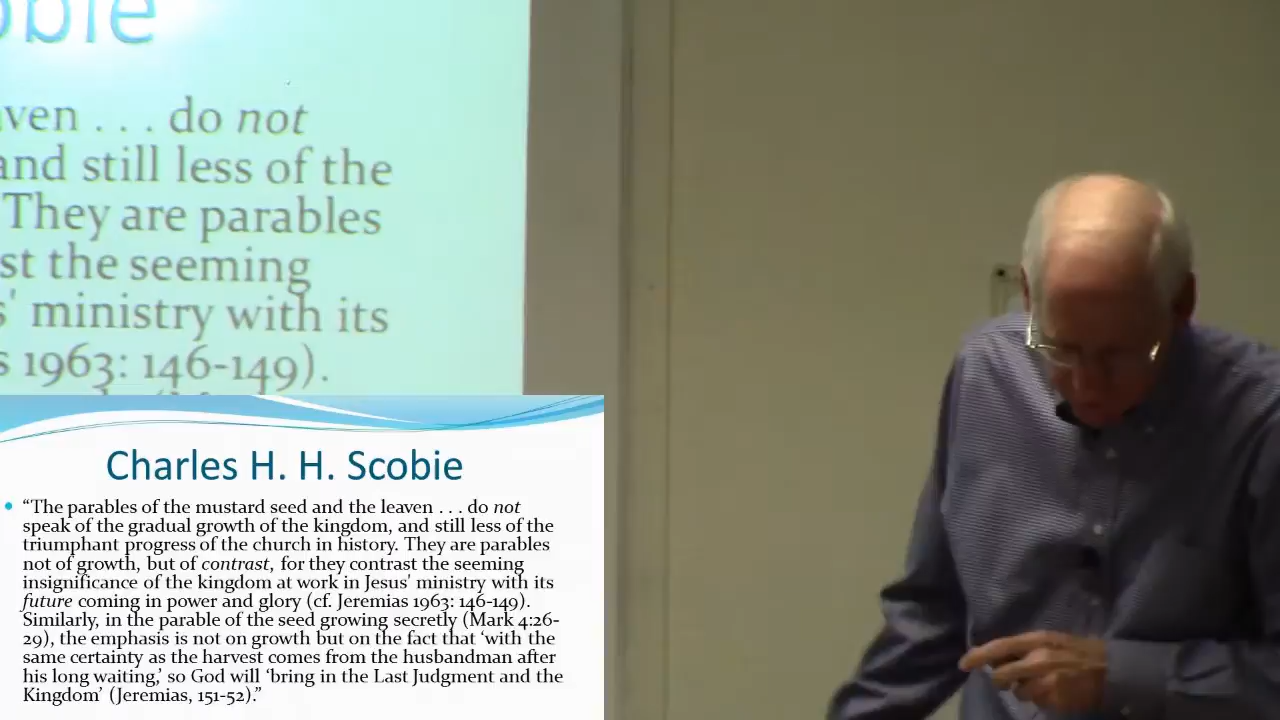 obie
aven . . . do not
and still less of the
They are parables
st the seeming
s' ministry with its
s 1963: 146-149).
Charles H. H. Scobie
• “The parables of the mustard seed and the leaven . . . do not
speak of the gradual growth of the kingdom, and still less of the
triumphant progress of the church in history. They are parables
not of growth, but of contrast, for they contrast the seeming
insignificance of the kingdom at work in Jesus' ministry with its
future coming in power and glory (cf. Jeremias 1963: 146-149).
Similarly, in the parable of the seed growing secretly (Mark 4:26-
29), the emphasis is not on growth but on the fact that ‘with the
same certainty as the harvest comes from the husbandman after
his long waiting,’ so God will ‘bring in the Last Judgment and the
Kingdom’ (Jeremias, 151-52).”